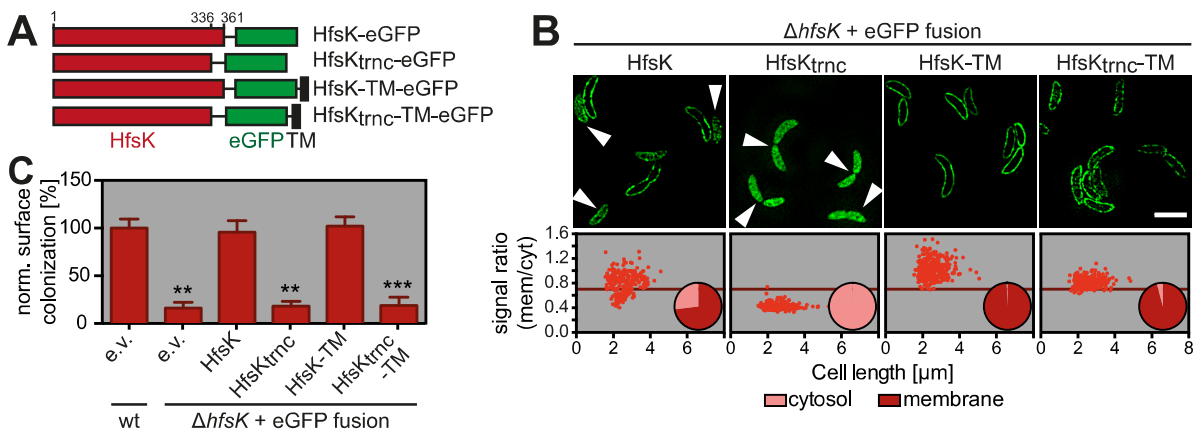 A
1
336
361
HfsK-eGFP
HfsKtrnc-eGFP
HfsK-TM-eGFP
HfsKtrnc-TM-eGFP
HfsK
eGFP
TM
B
ΔhfsK + eGFP fusion
HfsK
HfsKtrnc
HfsK-TM
HfsKtrnc-TM
signal ratio
(mem/cyt)
1.6
1.2
0.8
0.4
0.0
0 2 4 6
0 2 4 6
0 2 4 6
0 2 4 6 8
Cell length [µm]
cytosol
membrane
C
norm. surface
colonization [%]
150
100
50
0
**
**
***
e.v.
e.v.
HfsK
HfsKtrnc
HfsK-TM
HfsKtrnc
-TM
wt
ΔhfsK + eGFP fusion